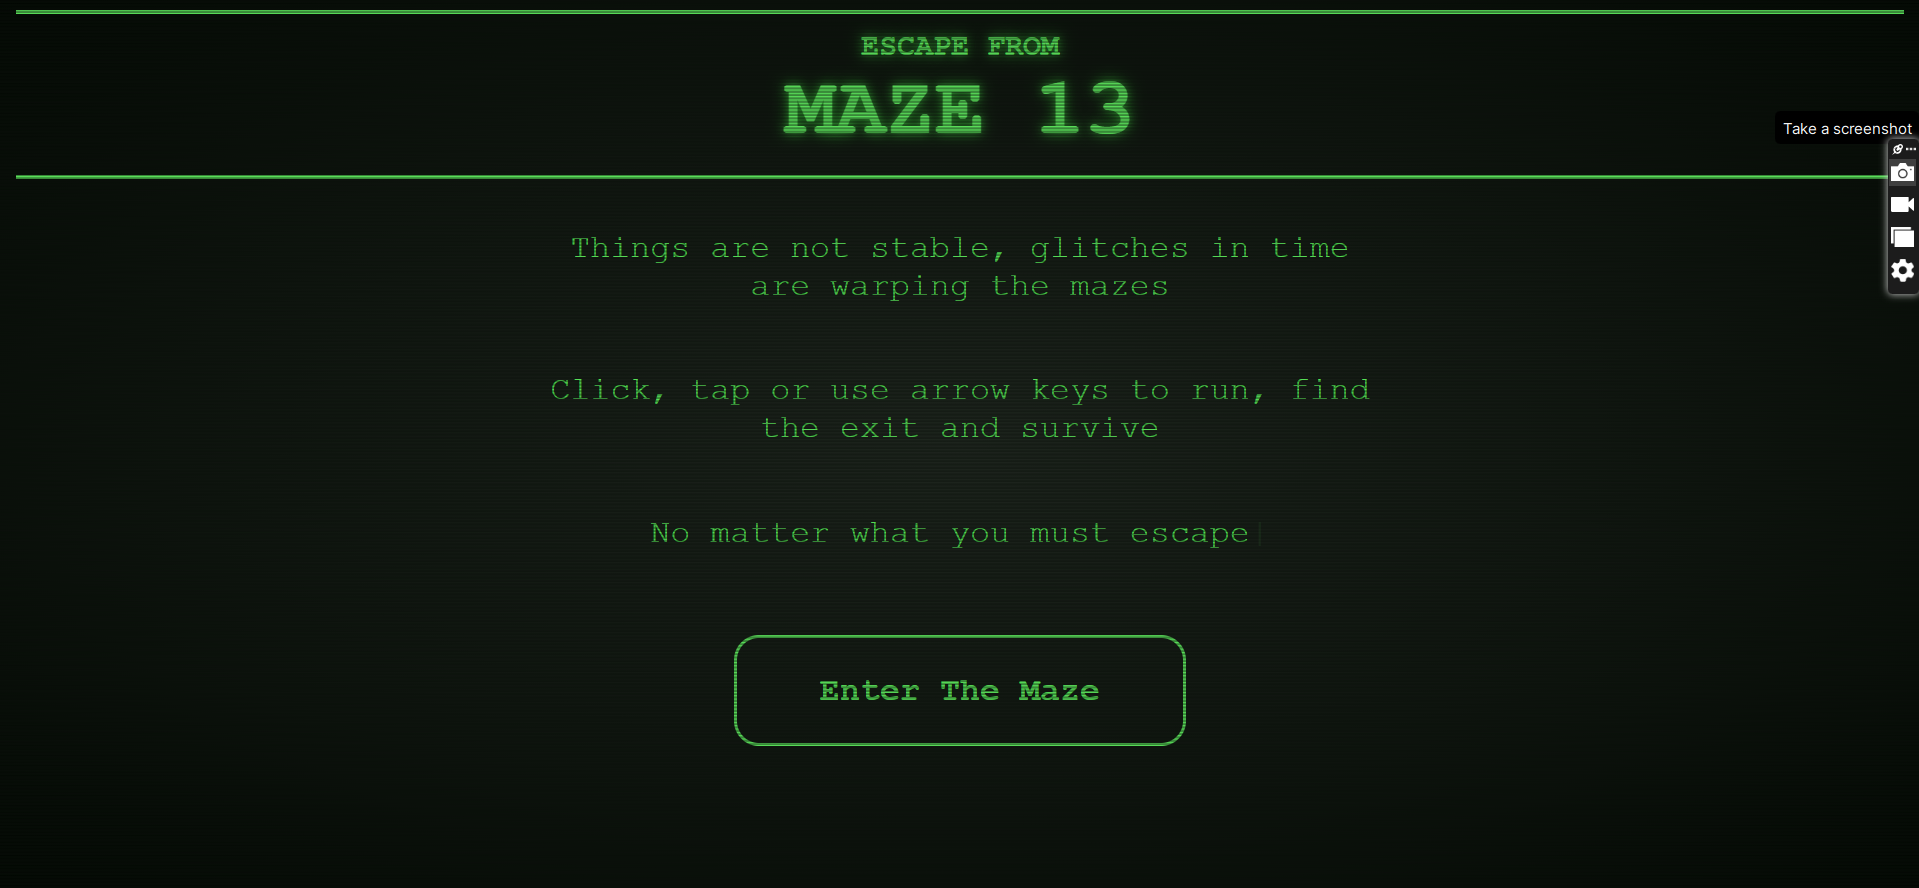 ESCAPE FROM
MAZE 13
Take a screenshot
Things are not stable, glitches in time
are warping the mazes
Click, tap or use arrow keys to run, find
the exit and survive
No matter what you must escape
Enter The Maze